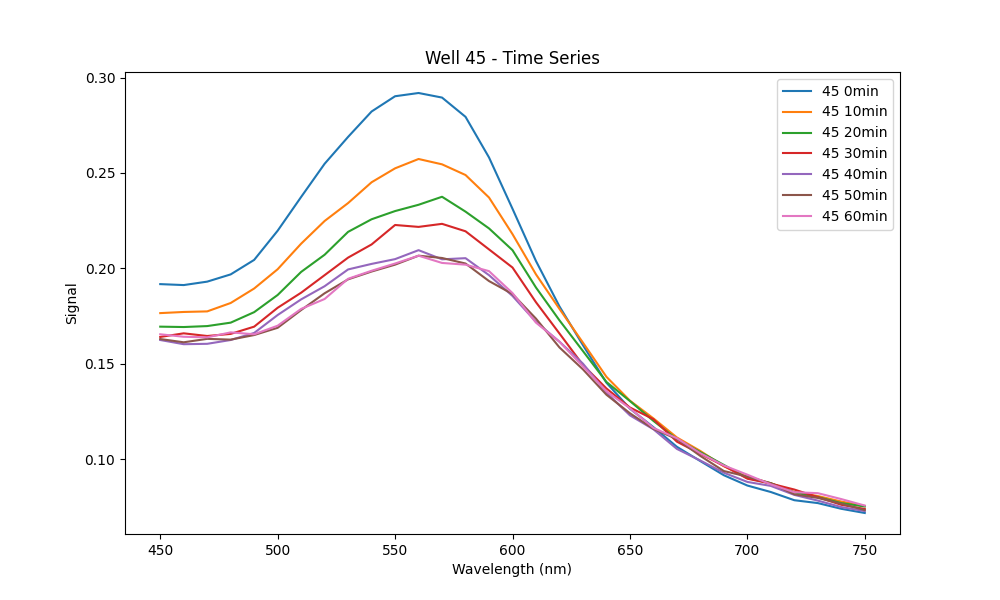 Well 45 - Time Series
Signal
0.30
0.25
0.20
0.15
0.10
450 500 550 600 650 700 750
Wavelength (nm)
45 0min
45 10min
45 20min
45 30min
45 40min
45 50min
45 60min